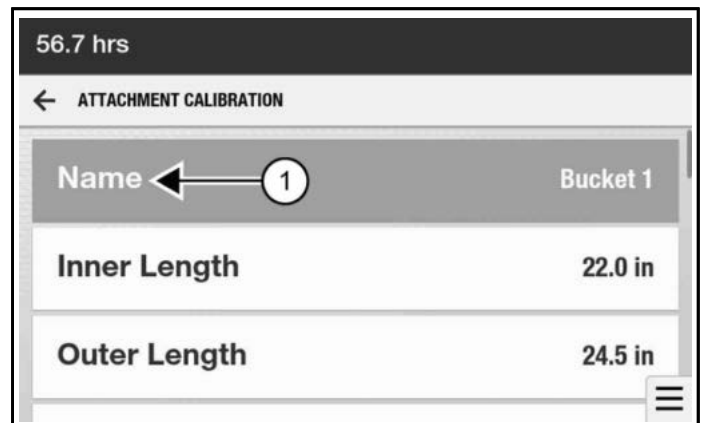 56.7 hrs
← ATTACHMENT CALIBRATION
Name 1 Bucket 1
Inner Length 22.0 in
Outer Length 24.5 in